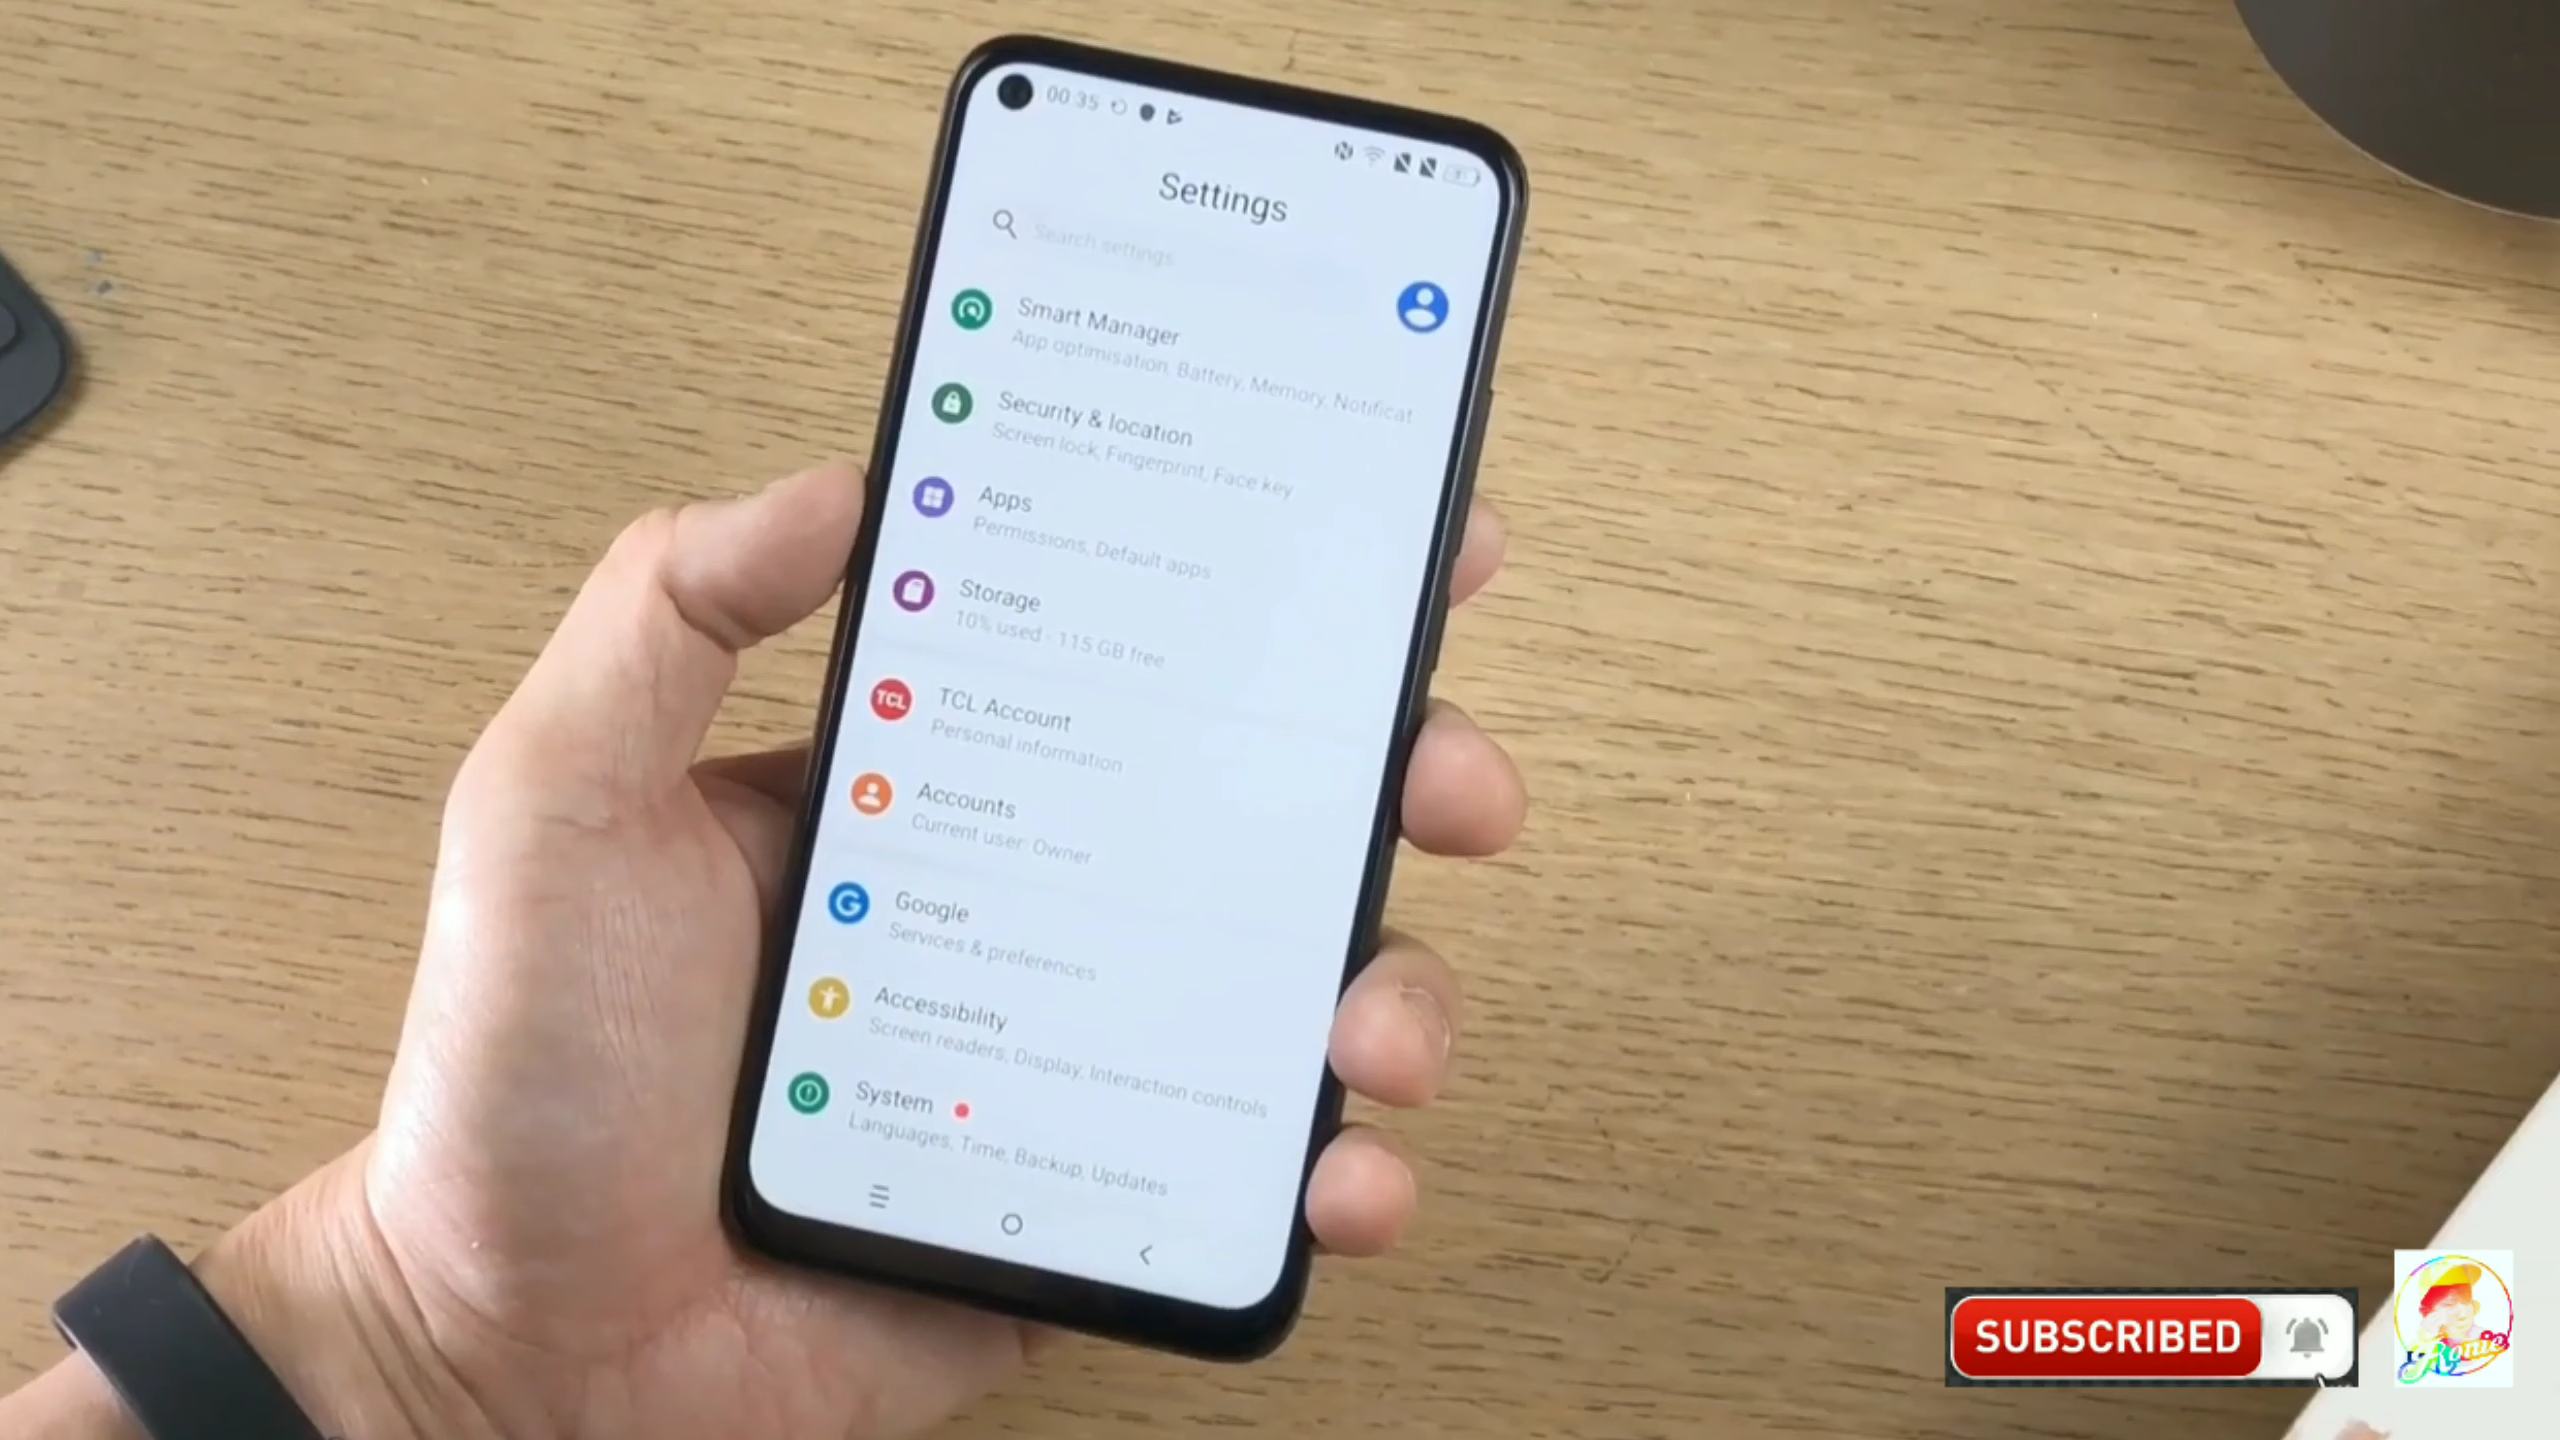 00:35
Settings
Search settings
Smart Manager
App optimisation, Battery, Memory, Notificat
Security & location
Screen lock, Fingerprint, Face key
Apps
Permissions, Default apps
Storage
10% used - 115 GB free
TCL
TCL Account
Personal information
Accounts
Current user: Owner
G
Google
Services & preferences
Accessibility
Screen readers, Display, Interaction controls
System
Languages, Time, Backup, Updates
SUBSCRIBED
Ronie